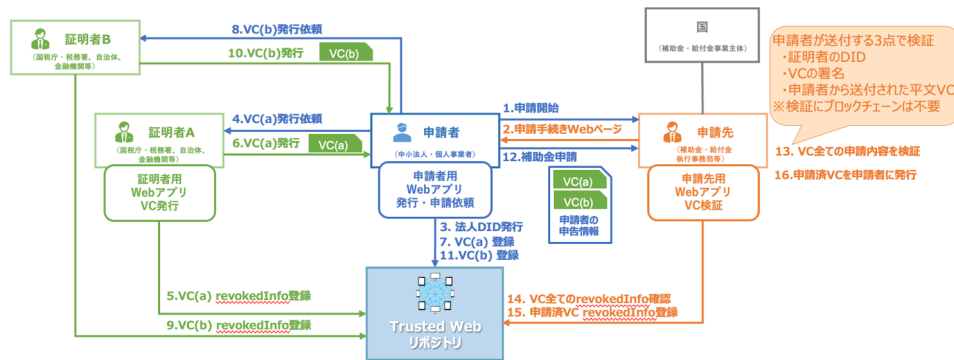 8.VC(b)発行依頼
証明者B
(国税庁・税務署、自治体、
金融機関等)
10.VC(b)発行
VC(b)
国
(補助金・給付金事業主体)
申請者が送付する3点で検証
・証明者のDID
・VCの署名
・申請者から送付された平文VC
※検証にブロックチェーンは不要
証明者A
(国税庁・税務署、自治体、
金融機関等)
4.VC(a)発行依頼
6.VC(a)発行
VC(a)
申請者
(中小法人・個人事業者)
1.申請開始
2.申請手続きWebページ
12.補助金申請
申請先
(補助金・給付金
執行事務局等)
13. VC全ての申請内容を検証
16.申請済VCを申請者に発行
証明者用
Webアプリ
VC発行
申請者用
Webアプリ
発行・申請依頼
VC(a)
VC(b)
申請者の
申告情報
申請先用
Webアプリ
VC検証
3. 法人DID発行
7. VC(a) 登録
11.VC(b) 登録
5.VC(a) revokedInfo登録
9.VC(b) revokedInfo登録
Trusted Web
リポジトリ
14. VC全てのrevokedInfo確認
15. 申請済VC revokedInfo登録